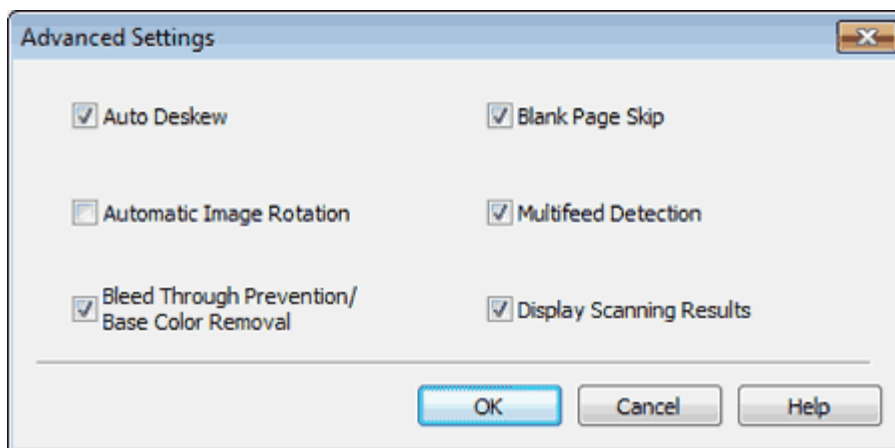 Advanced Settings
Auto Deskew
Blank Page Skip
Automatic Image Rotation
Multifeed Detection
Bleed Through Prevention/
Base Color Removal
Display Scanning Results
OK
Cancel
Help